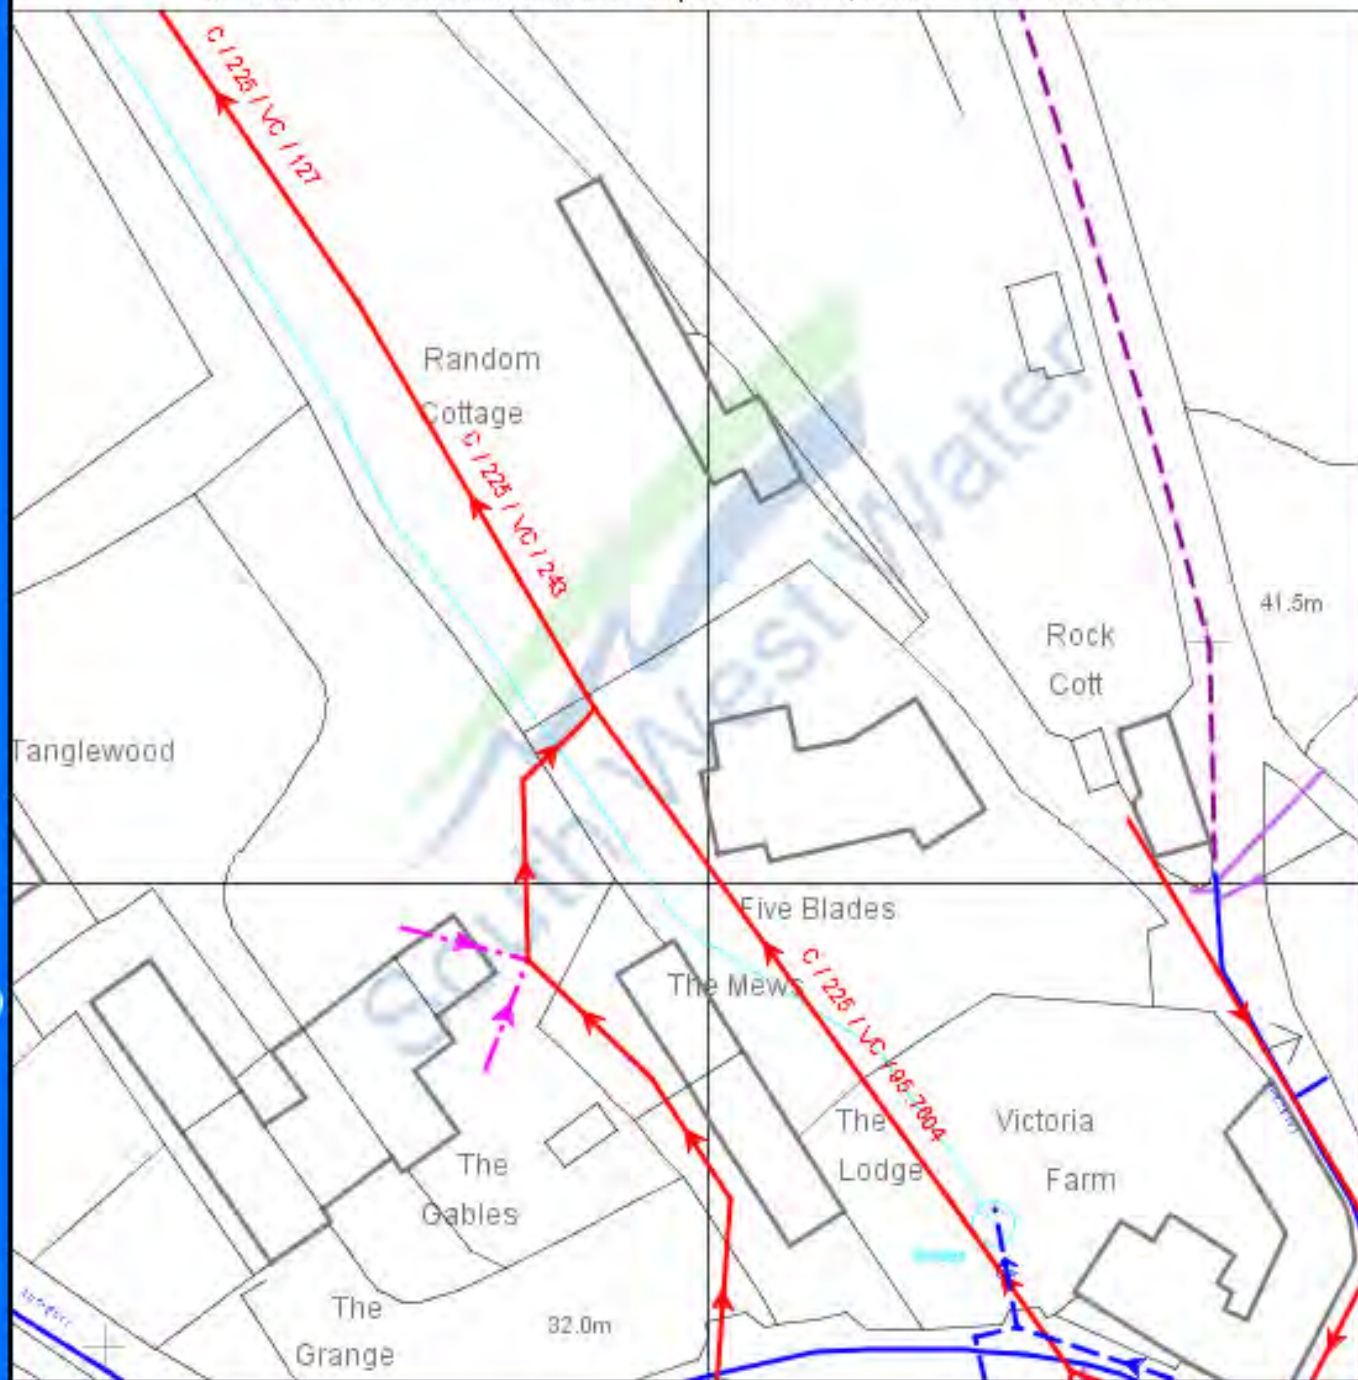 C / 225 / VC / 127
Random
Cottage
C / 225 / VC / 243
South West Water
41.5m
Rock
Cott
Tanglewood
Five Blades
The Mews
C / 225 / VC / 95.7004
The
Lodge
Victoria
Farm
The
Gables
The
Grange
32.0m